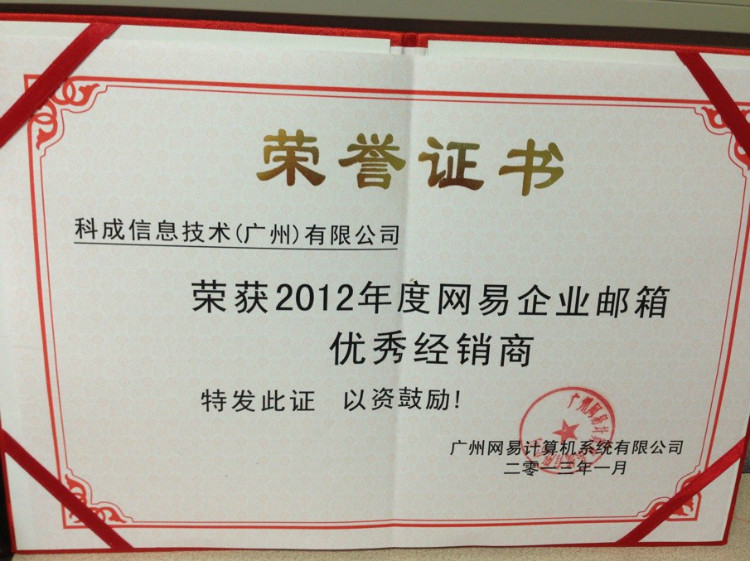 荣誉证书
科成信息技术(广州)有限公司
荣获2012年度网易企业邮箱
优秀经销商
特发此证 以资鼓励!
广州网易计算机系统有限公司
二零一三年一月